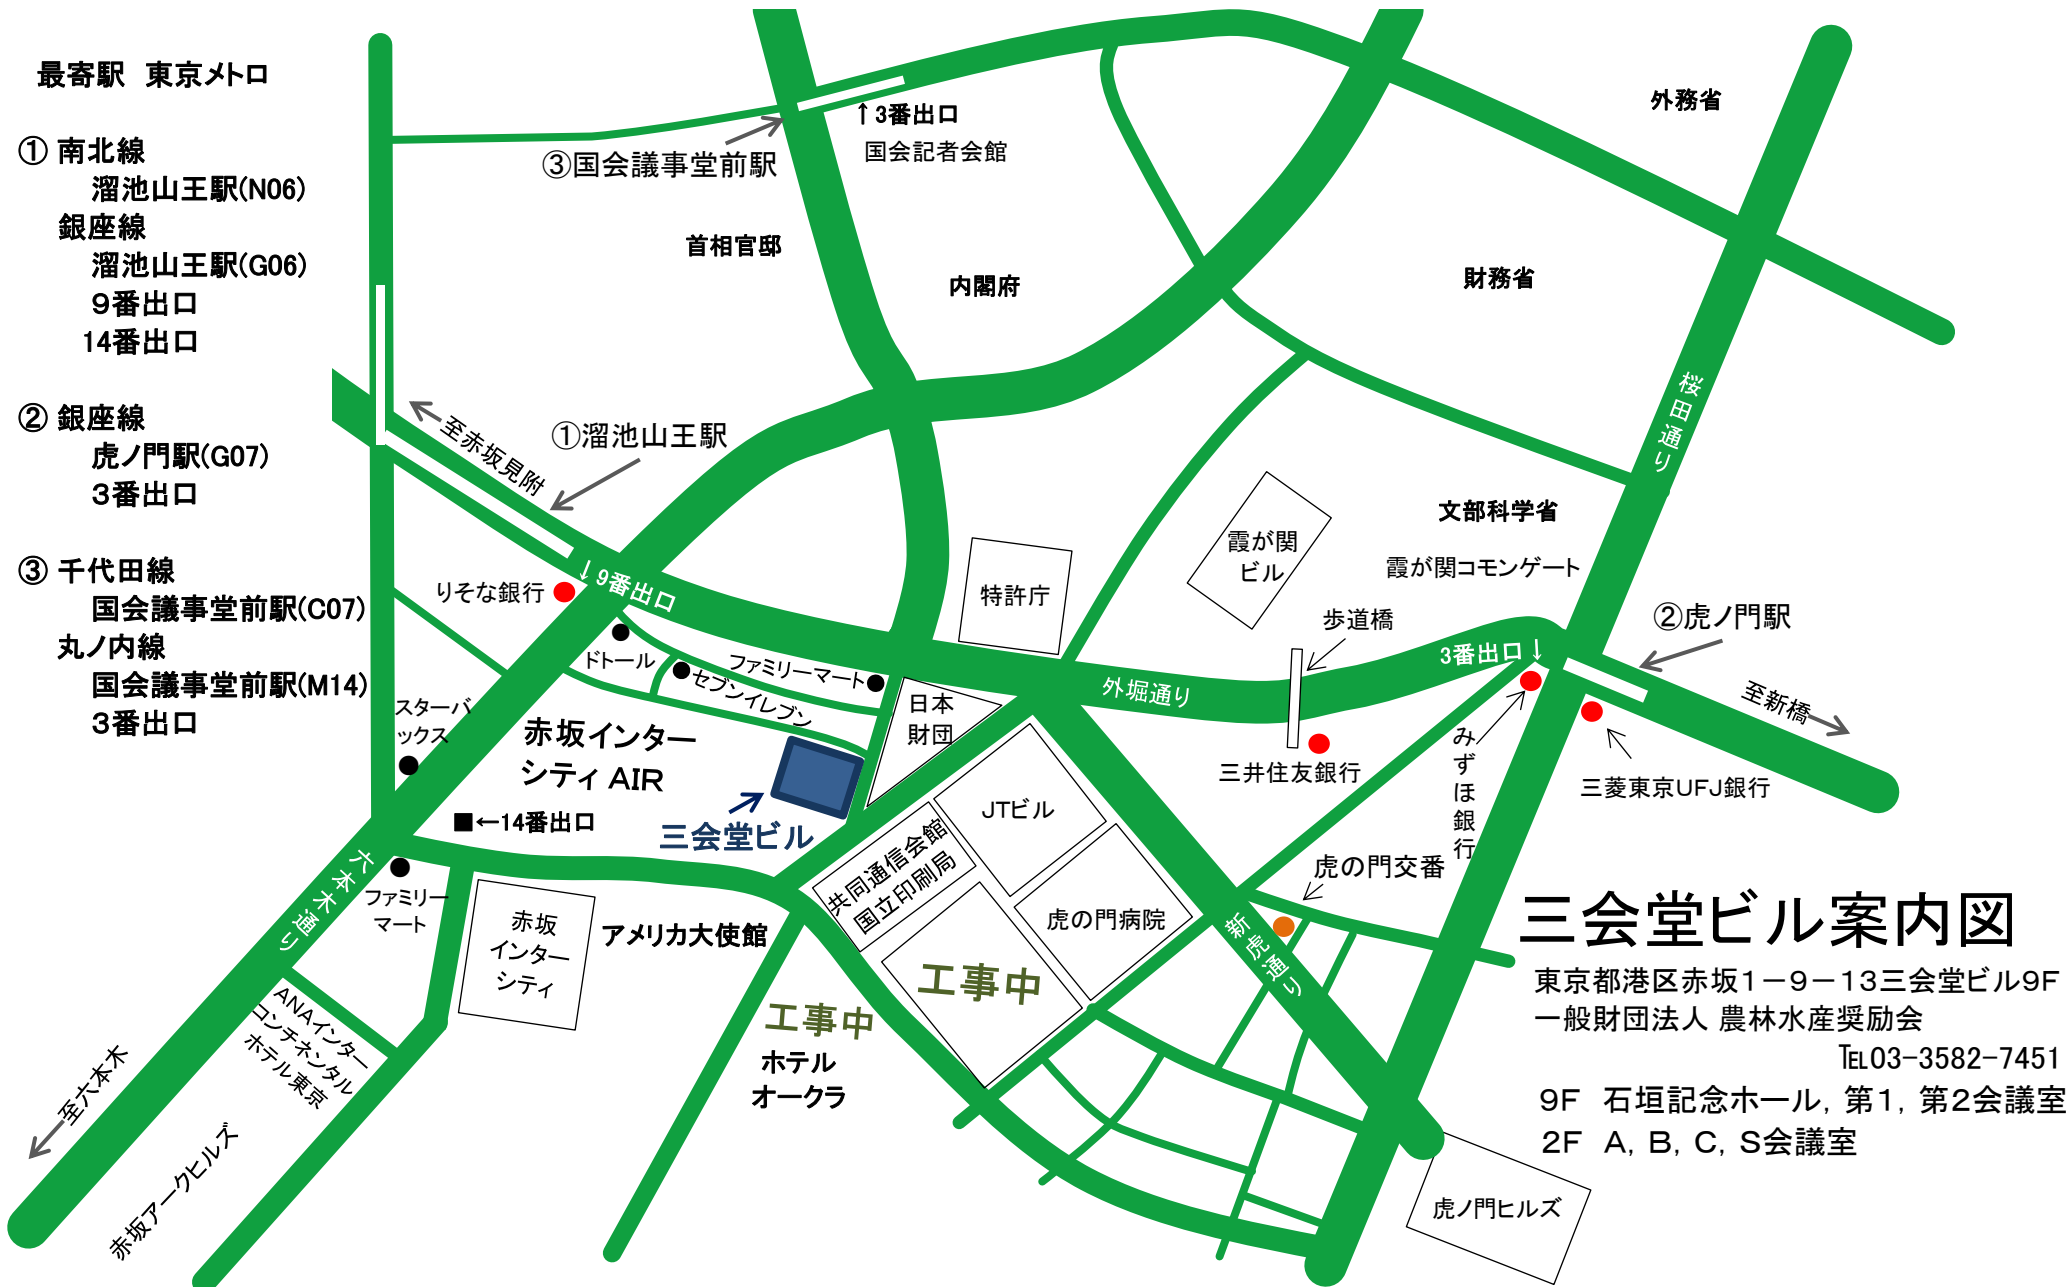 最寄駅 東京メトロ
① 南北線
溜池山王駅(N06)
銀座線
溜池山王駅(G06)
9番出口
14番出口
② 銀座線
虎ノ門駅(G07)
3番出口
③ 千代田線
国会議事堂前駅(C07)
丸ノ内線
国会議事堂前駅(M14)
3番出口
↑3番出口
国会記者会館
③国会議事堂前駅
外務省
首相官邸
内閣府
財務省
桜田通り
至赤坂見附
①溜池山王駅
文部科学省
霞が関
ビル
霞が関コモンゲート
特許庁
りそな銀行
↓9番出口
歩道橋
3番出口↓
②虎ノ門駅
至新橋
ドトール
ファミリーマート
セブンイレブン
外堀通り
日本
財団
スターバ
ックス
赤坂インター
シティ AIR
三会堂ビル
■←14番出口
三井住友銀行
みずほ銀行
三菱東京UFJ銀行
JTビル
共同通信会館
国立印刷局
虎の門病院
虎の門交番
新虎通り
六本木通り
ファミリー
マート
赤坂
インター
シティ
アメリカ大使館
工事中
工事中
ホテル
オークラ
ANAインター
コンチネンタル
ホテル東京
至六本木
赤坂アークヒルズ
虎ノ門ヒルズ
三会堂ビル案内図
東京都港区赤坂1-9-13三会堂ビル9F
一般財団法人 農林水産奨励会
℡03-3582-7451
9F 石垣記念ホール, 第1, 第2会議室
2F A, B, C, S会議室